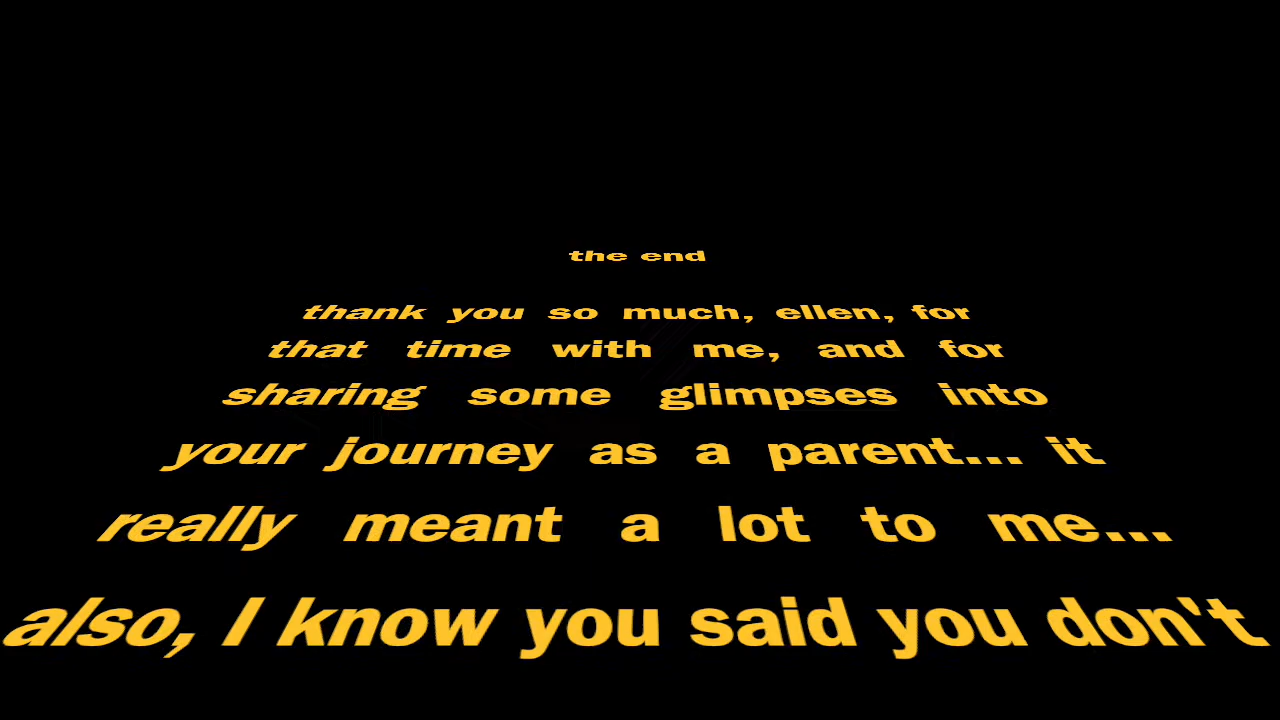 the end
thank you so much, ellen, for
that time with me, and for
sharing some glimpses into
your journey as a parent... it
really meant a lot to me...
also, I know you said you don't